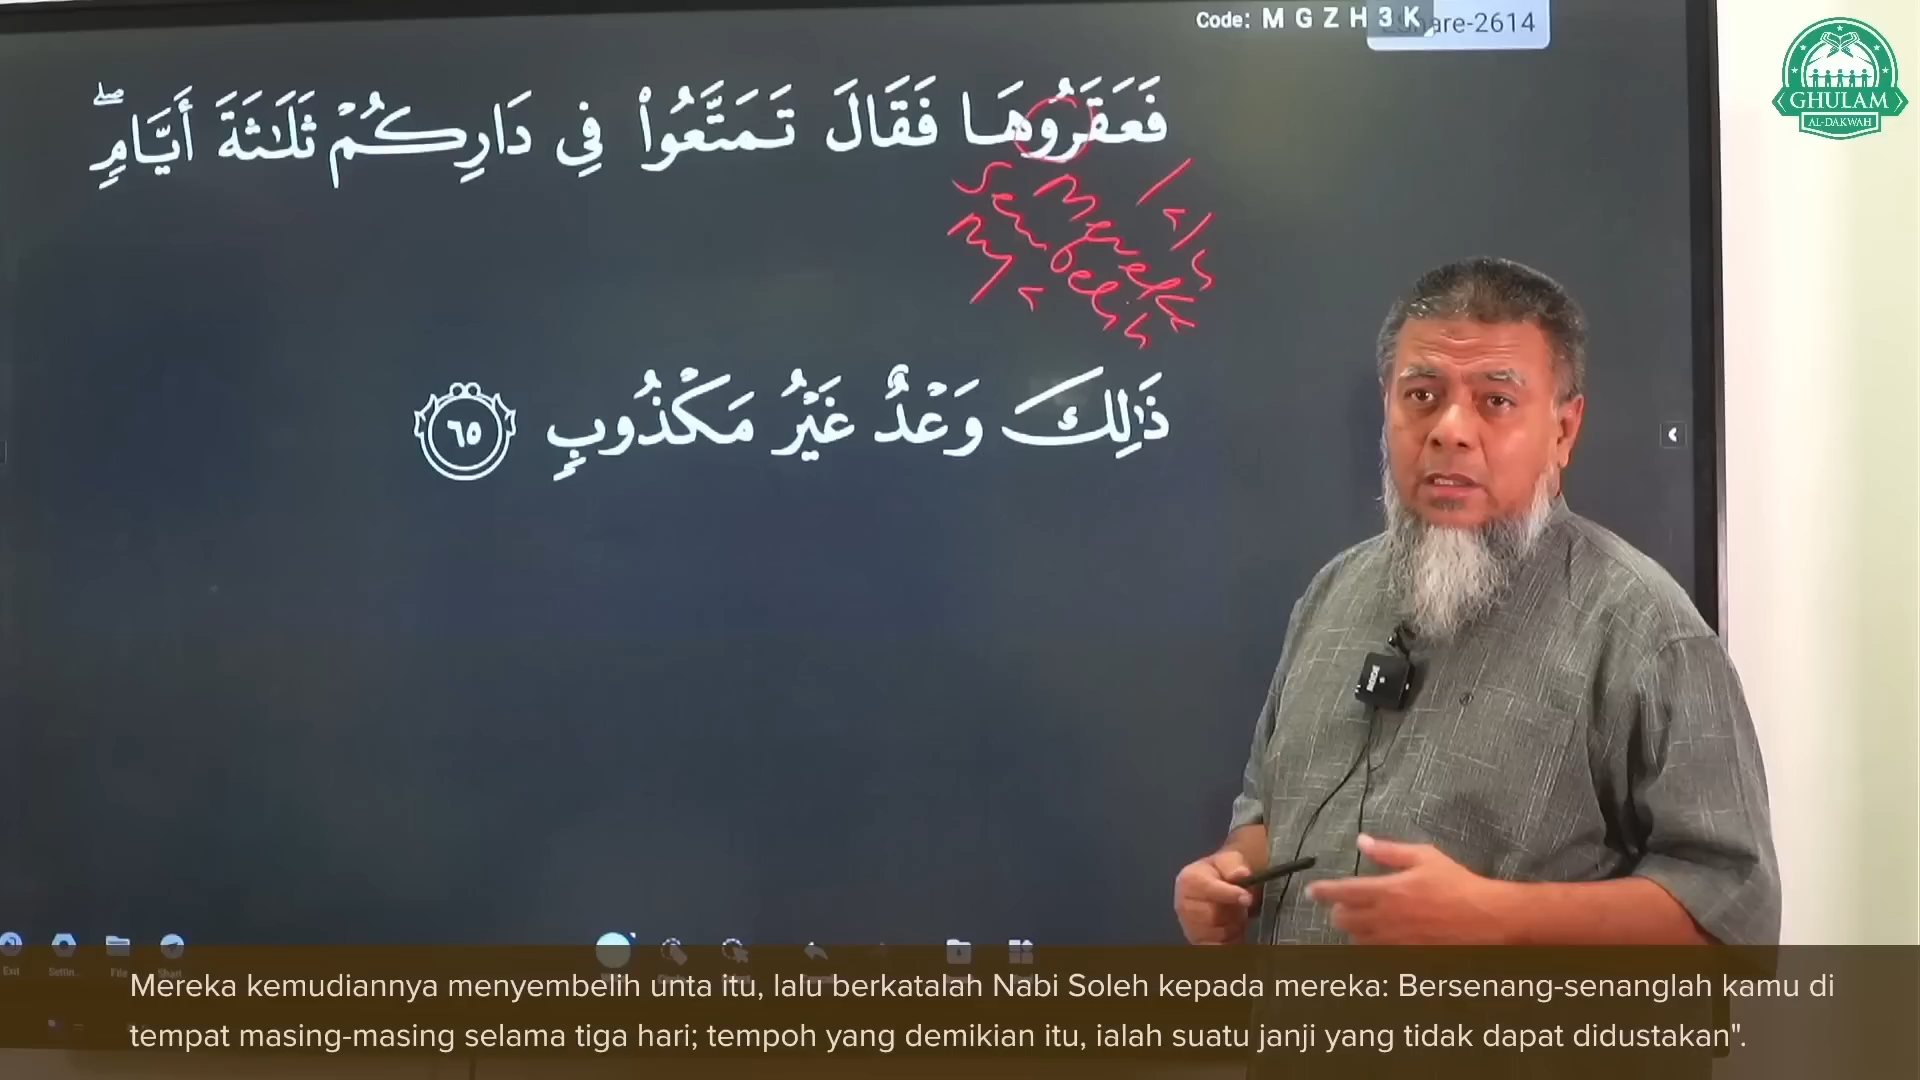 Code: M G Z H 3 K
are-2614
GHULAM
AL-DAKWAH
فَعَقَرُوهَا فَقَالَ تَمَتَّعُوا۟ فِى دَارِكُمْ ثَلَـٰثَةَ أَيَّامٍۢ ۖ
ذَٰلِكَ وَعْدٌ غَيْرُ مَكْذُوبٍۢ ٦٥
Exit
File
Mereka kemudiannya menyembelih unta itu, lalu berkatalah Nabi Soleh kepada mereka: Bersenang-senanglah kamu di
tempat masing-masing selama tiga hari; tempoh yang demikian itu, ialah suatu janji yang tidak dapat didustakan".